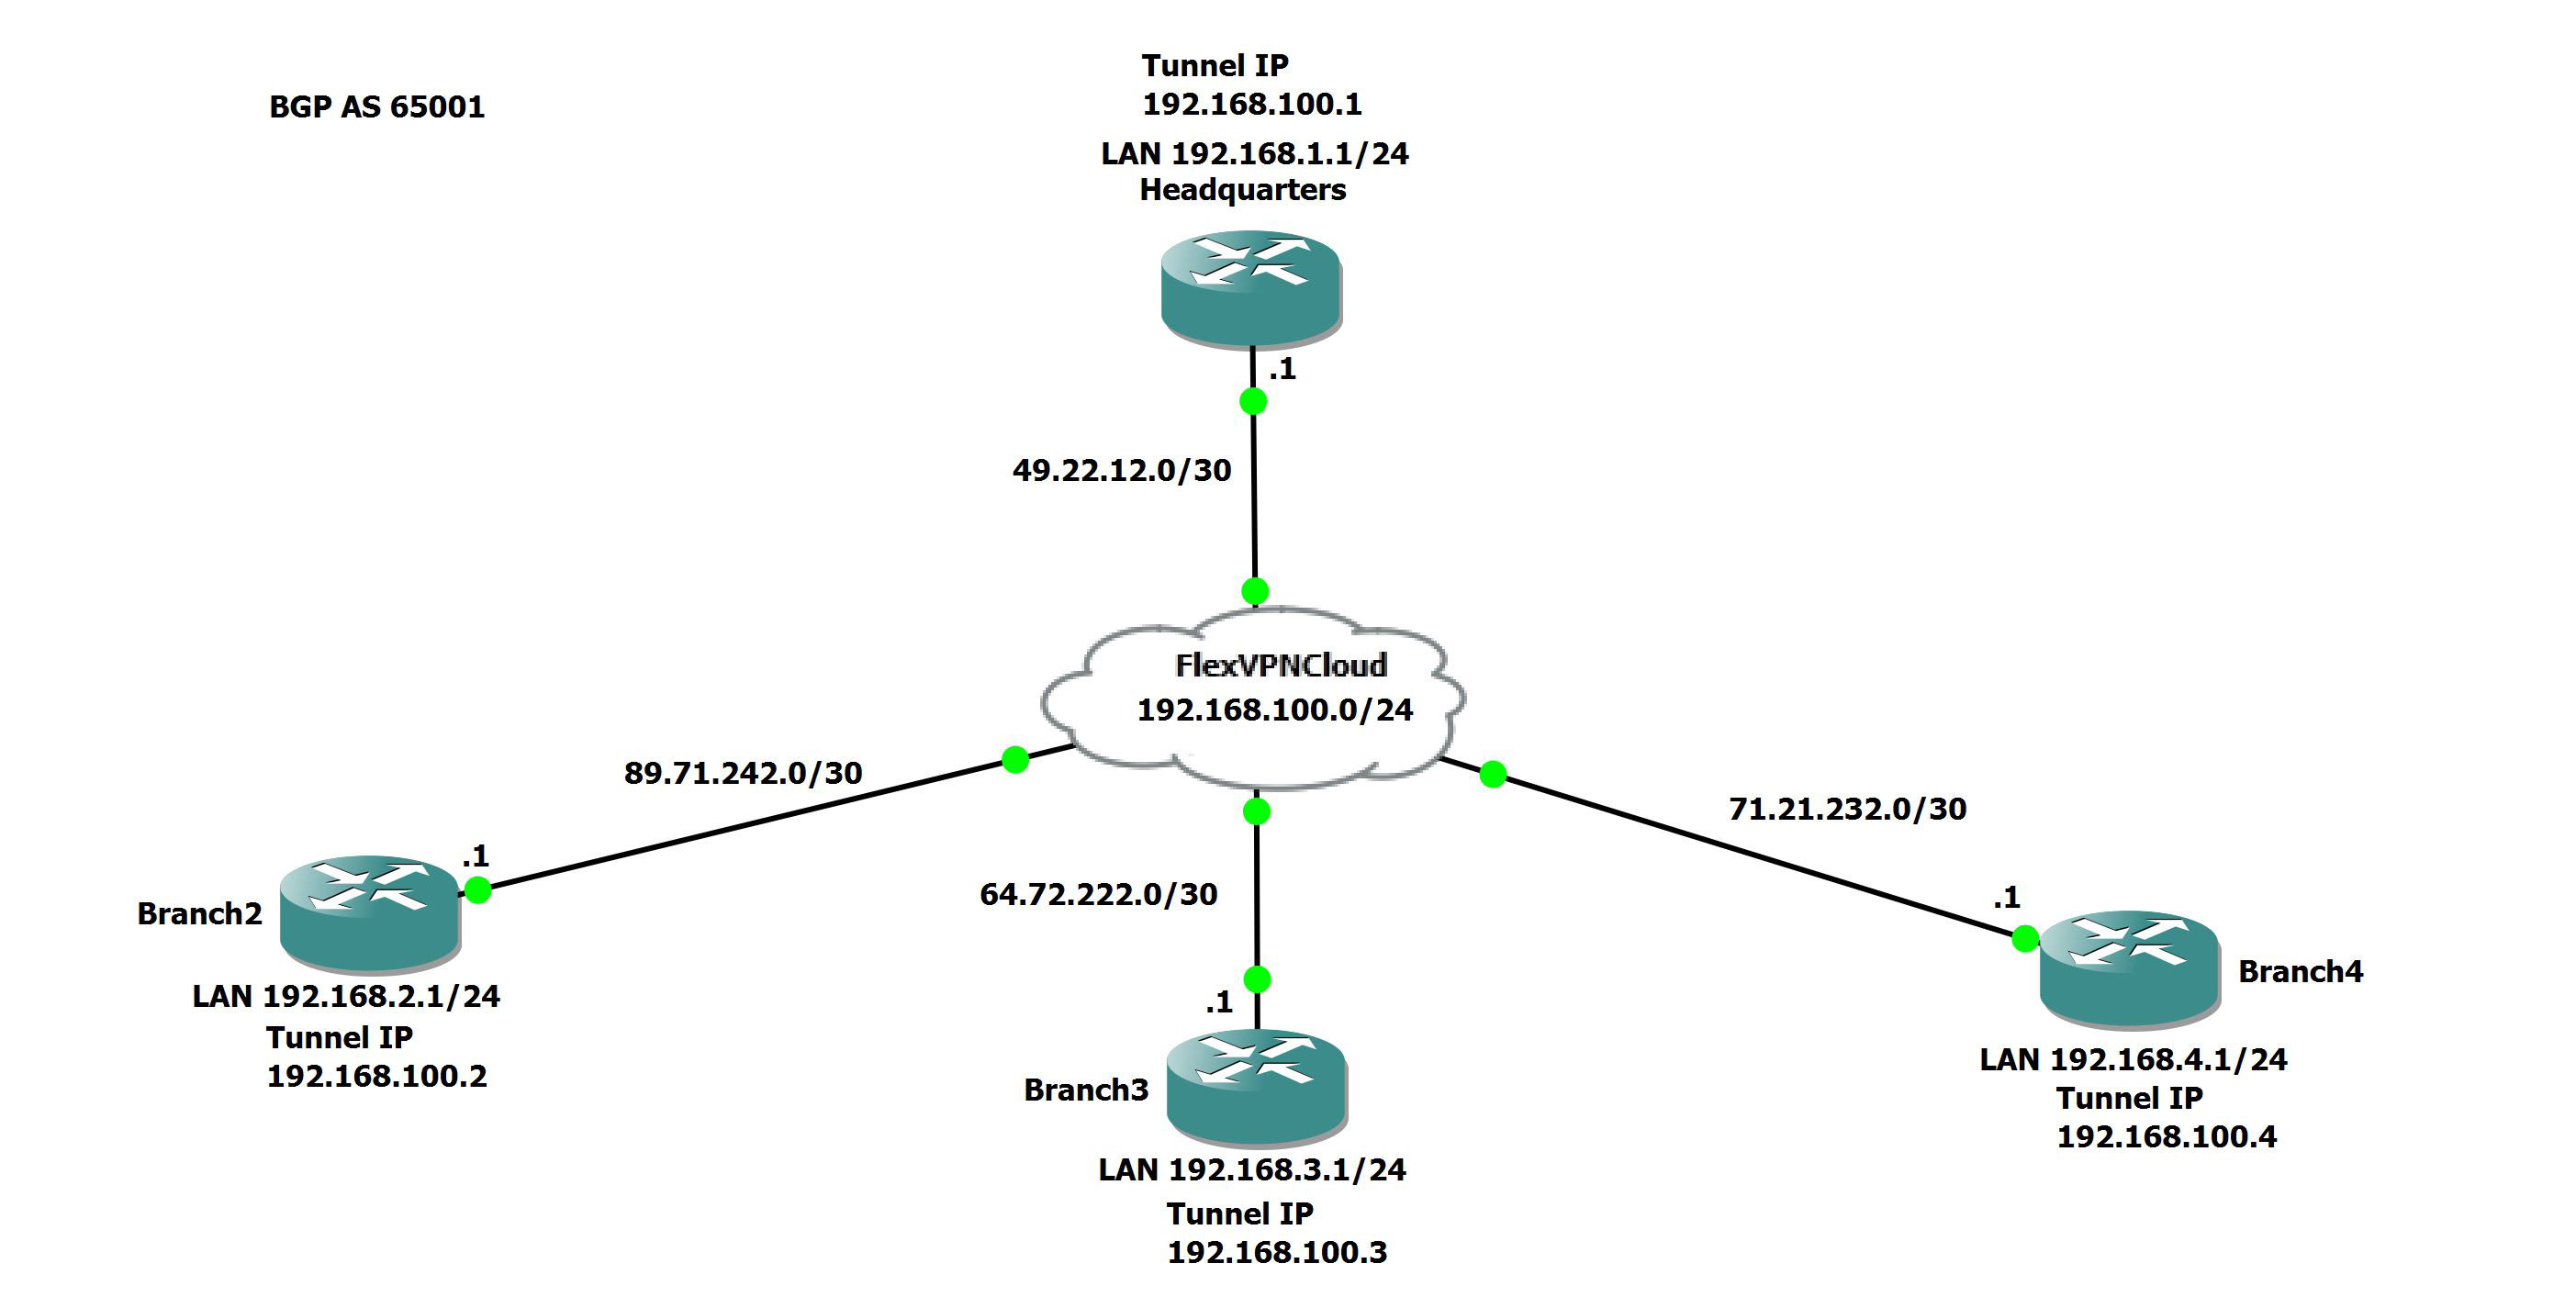 BGP AS 65001
Tunnel IP
192.168.100.1
LAN 192.168.1.1/24
Headquarters
.1
49.22.12.0/30
FlexVPNCloud
192.168.100.0/24
89.71.242.0/30
71.21.232.0/30
.1
Branch2
LAN 192.168.2.1/24
Tunnel IP
192.168.100.2
64.72.222.0/30
.1
Branch3
LAN 192.168.3.1/24
Tunnel IP
192.168.100.3
.1
Branch4
LAN 192.168.4.1/24
Tunnel IP
192.168.100.4